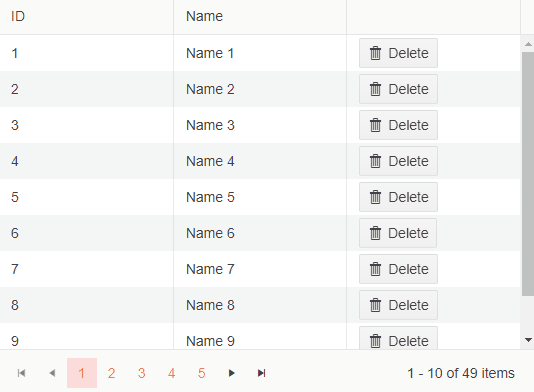 ID Name
1 Name 1 Delete
2 Name 2 Delete
3 Name 3 Delete
4 Name 4 Delete
5 Name 5 Delete
6 Name 6 Delete
7 Name 7 Delete
8 Name 8 Delete
9 Name 9 Delete
1 2 3 4 5 1 - 10 of 49 items